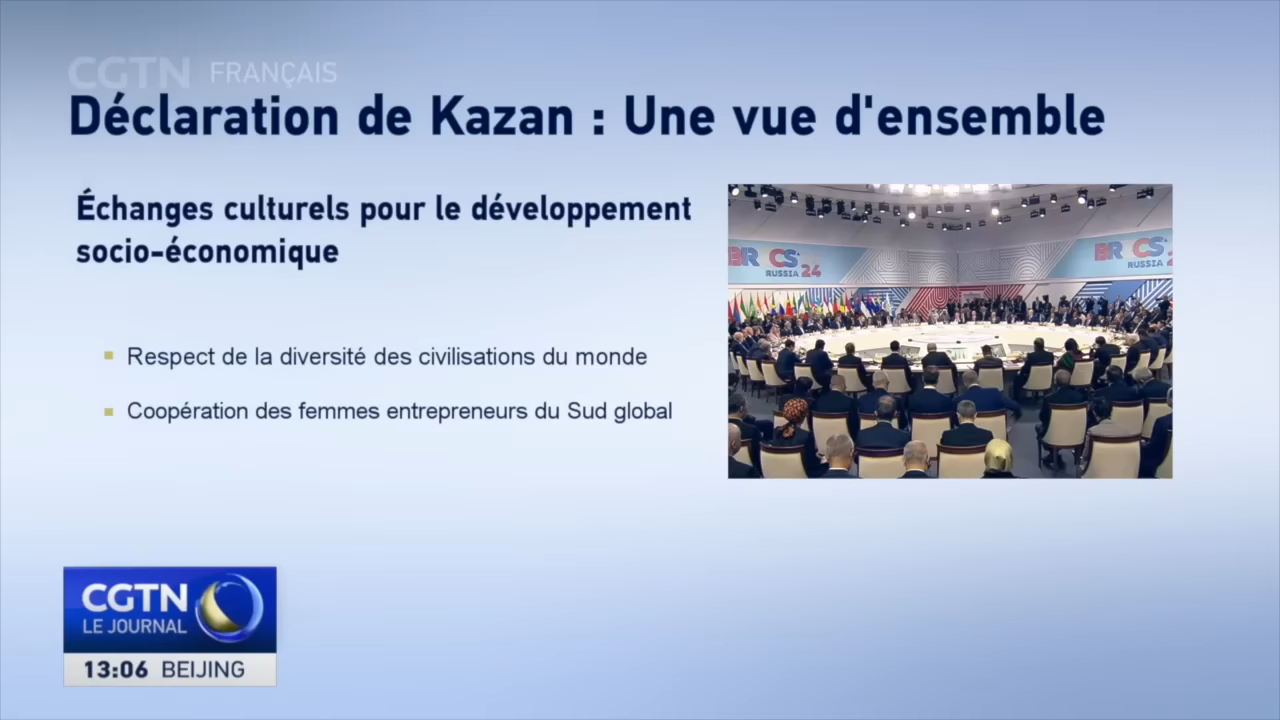 CGTN FRANÇAIS
Déclaration de Kazan : Une vue d'ensemble
Échanges culturels pour le développement
socio-économique
BRICS
RUSSIA 24
BRICS
RUSSIA 2
Respect de la diversité des civilisations du monde
Coopération des femmes entrepreneurs du Sud global
CGTN
LE JOURNAL
13:06 BEIJING